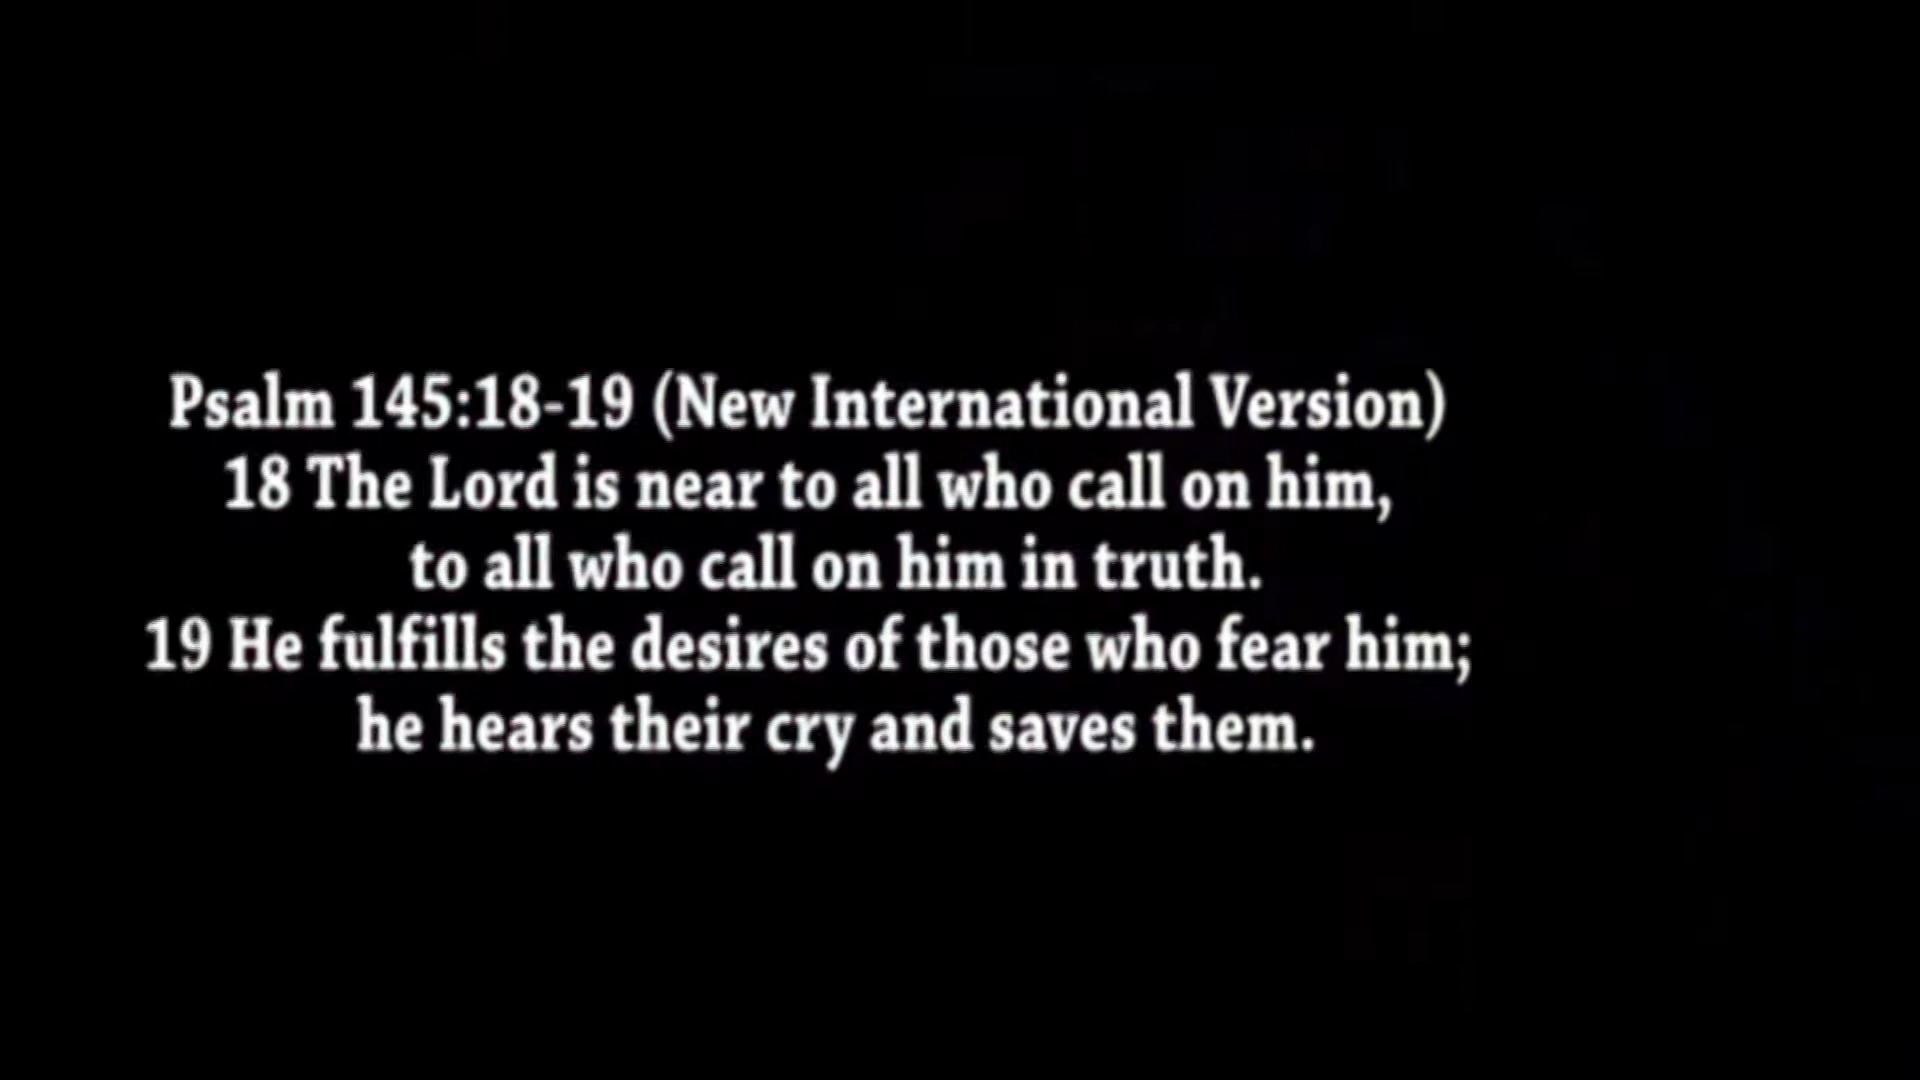 Psalm 145:18-19 (New International Version)
18 The Lord is near to all who call on him,
to all who call on him in truth.
19 He fulfills the desires of those who fear him;
he hears their cry and saves them.